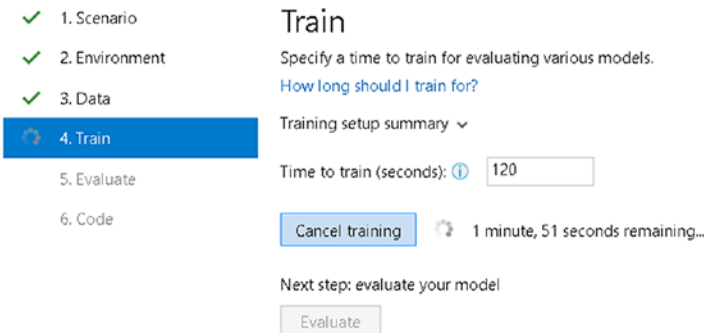 1. Scenario
2. Environment
3. Data
4. Train
5. Evaluate
6. Code
Train
Specify a time to train for evaluating various models.
How long should I train for?
Training setup summary
Time to train (seconds): 120
Cancel training 1 minute, 51 seconds remaining...
Next step: evaluate your model
Evaluate